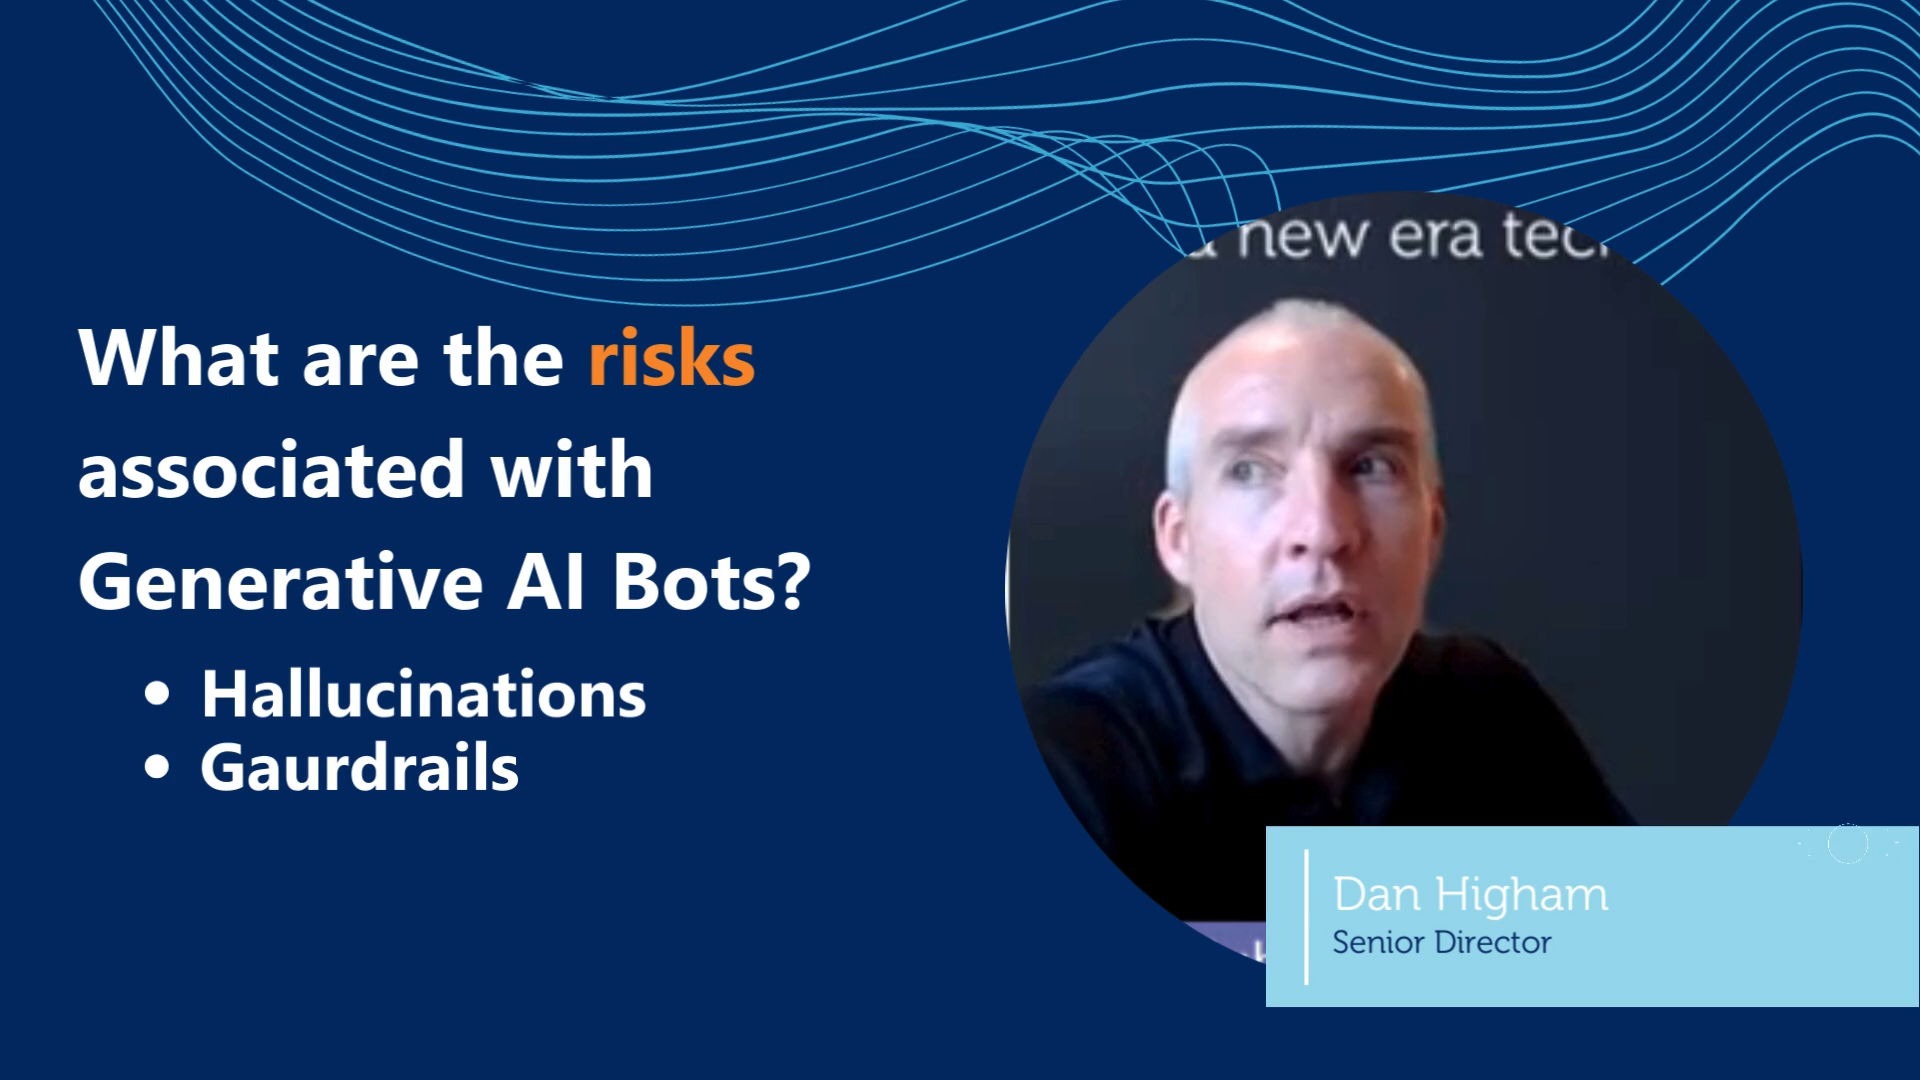 new era
What are the risks
associated with
Generative AI Bots?
• Hallucinations
• Gaurdrails
Dan Higham
Senior Director